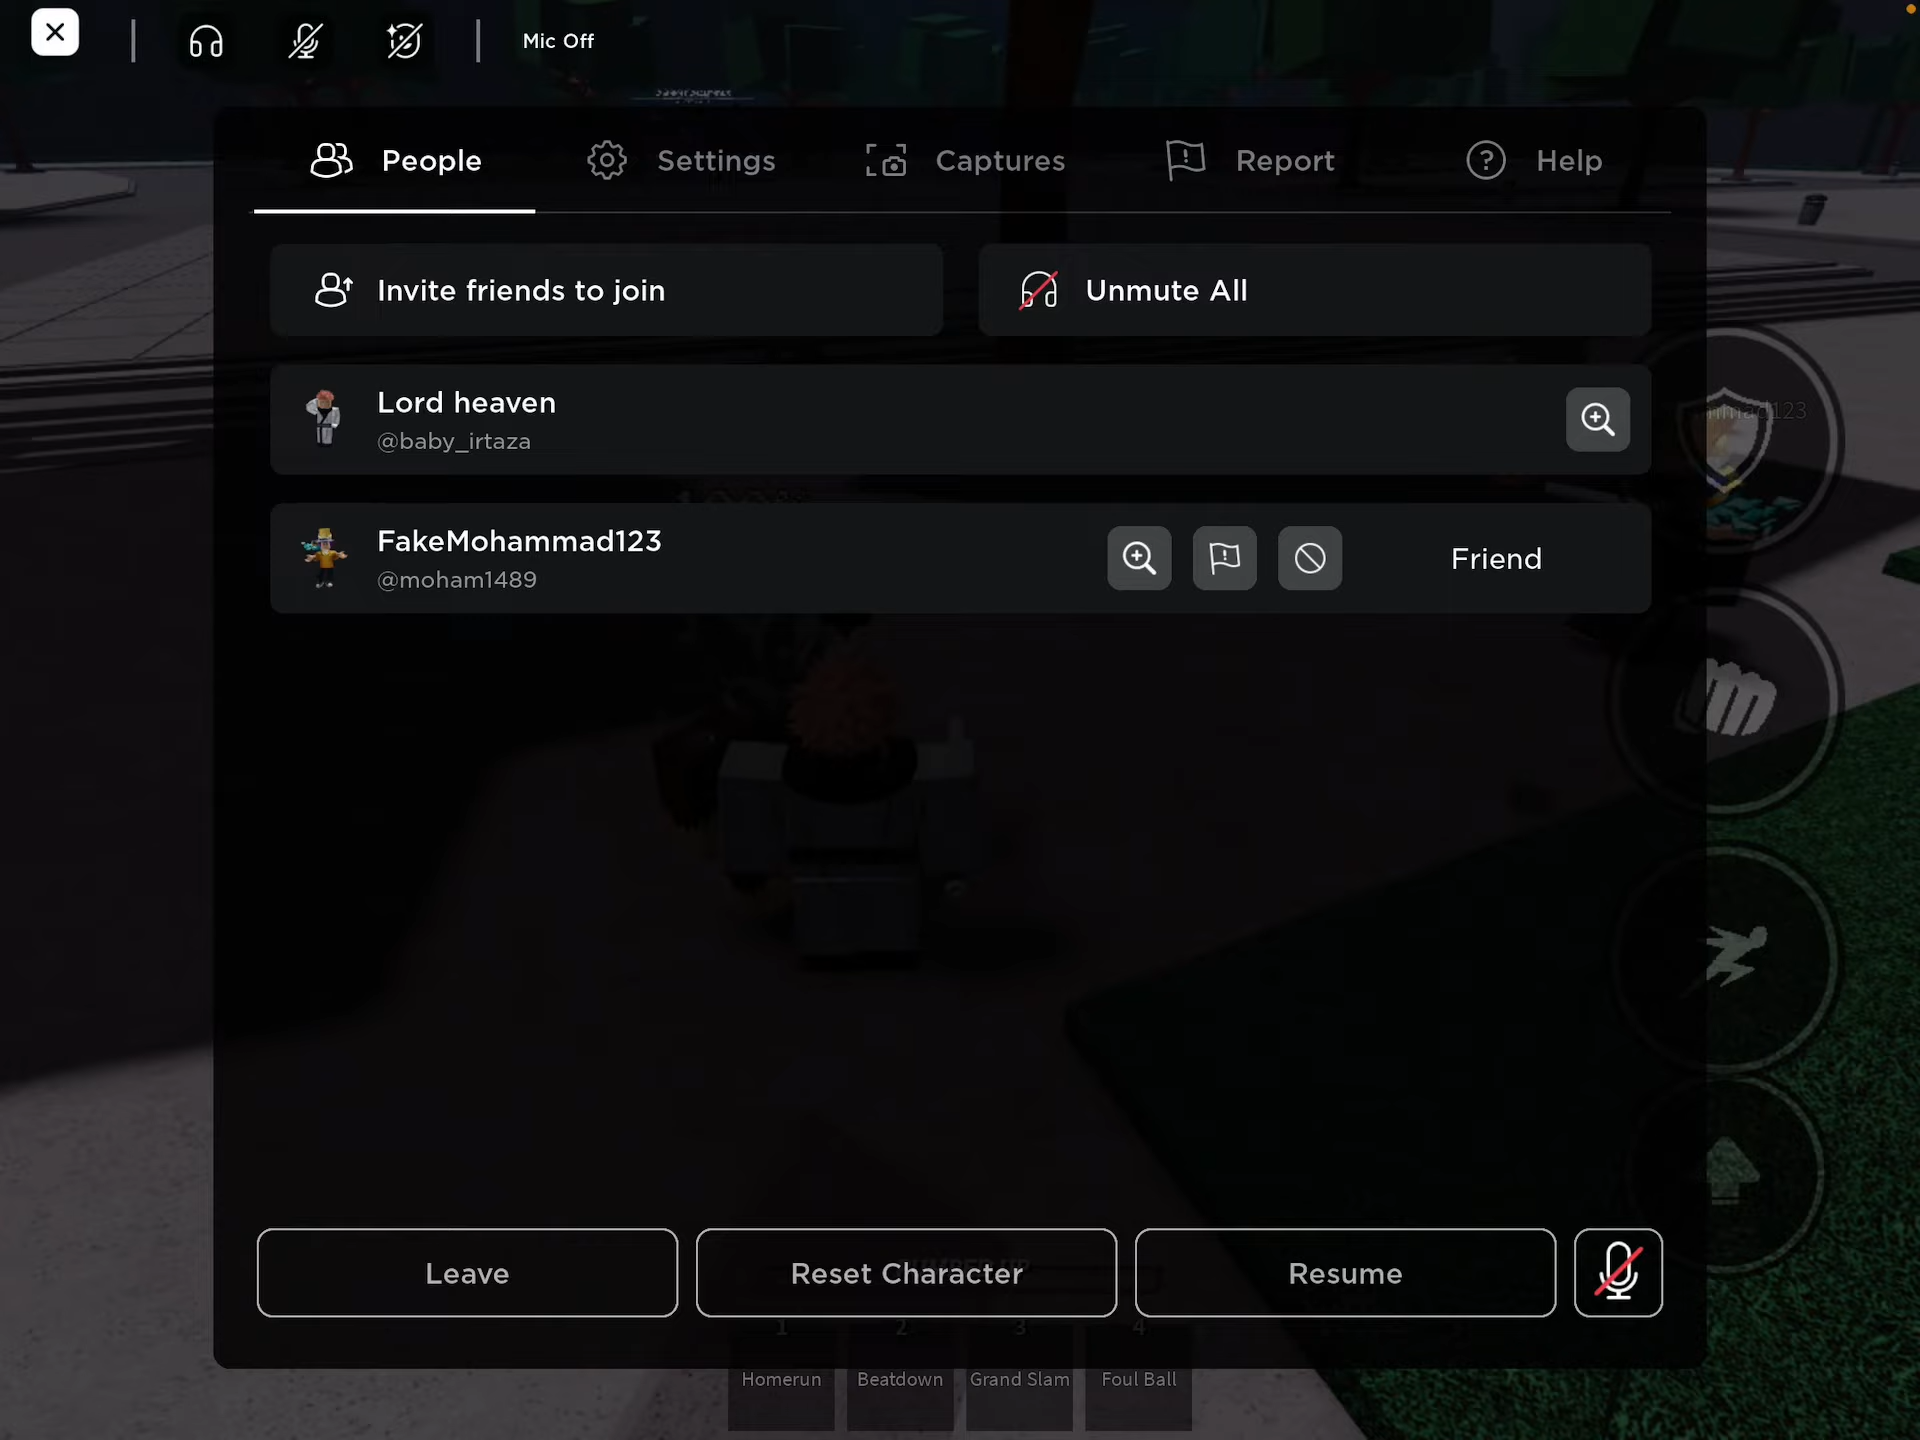 Mic Off
People
Settings
Captures
Report
Help
Invite friends to join
Unmute All
Lord heaven
@baby_irtaza
FakeMohammad123
@moham1489
Friend
Leave
Reset Character
Resume
1
2
3
4
Homerun
Beatdown
Grand Slam
Foul Ball